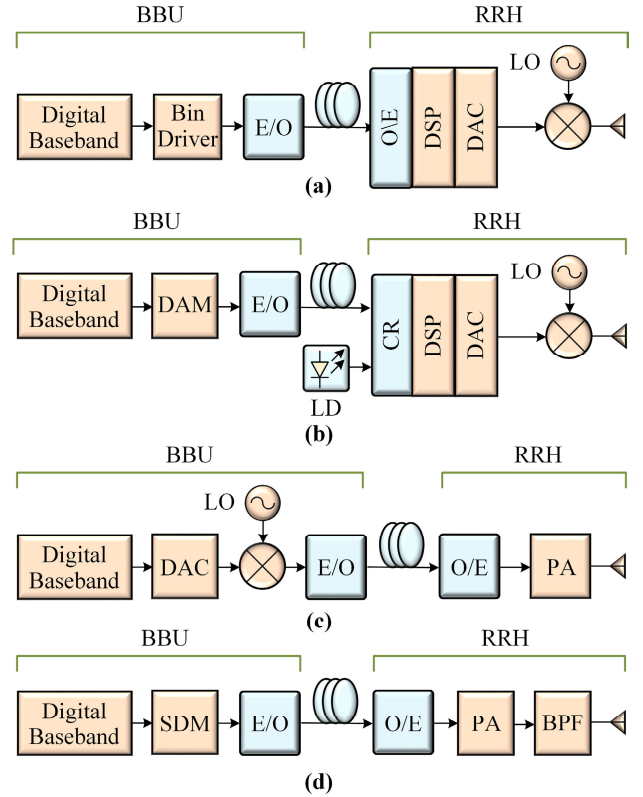 BBU RRH
LO
Digital Baseband Bin Driver E/O O\E DSP DAC
(a)
BBU RRH
LO
Digital Baseband DAM E/O CR DSP DAC
LD
(b)
BBU RRH
LO
Digital Baseband DAC E/O O/E PA
(c)
BBU RRH
Digital Baseband SDM E/O O/E PA BPF
(d)